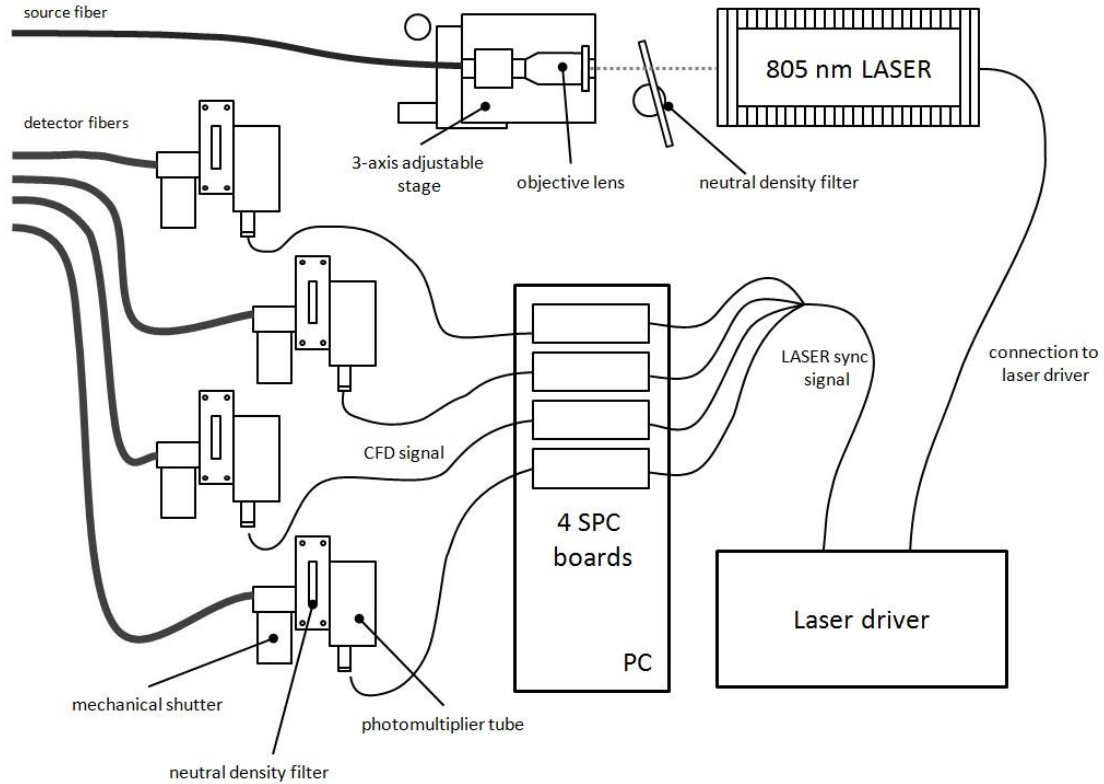 source fiber
805 nm LASER
detector fibers
3-axis adjustable
stage
objective lens
neutral density filter
LASER sync
signal
connection to
laser driver
CFD signal
4 SPC
boards
Laser driver
PC
mechanical shutter
photomultiplier tube
neutral density filter